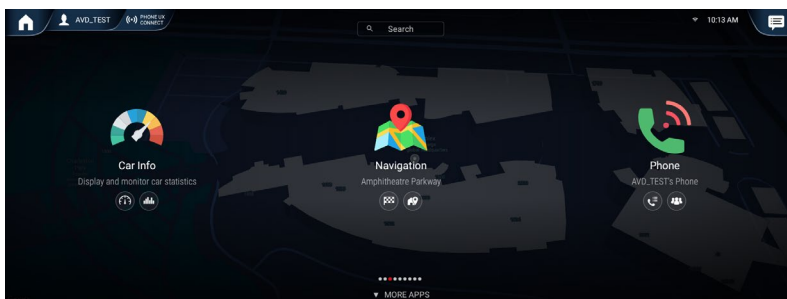 AVD_TEST
PHONE UX
CONNECT
Search
10:13 AM
Car Info
Display and monitor car statistics
Navigation
Amphitheatre Parkway
Phone
AVD_TEST's Phone
MORE APPS